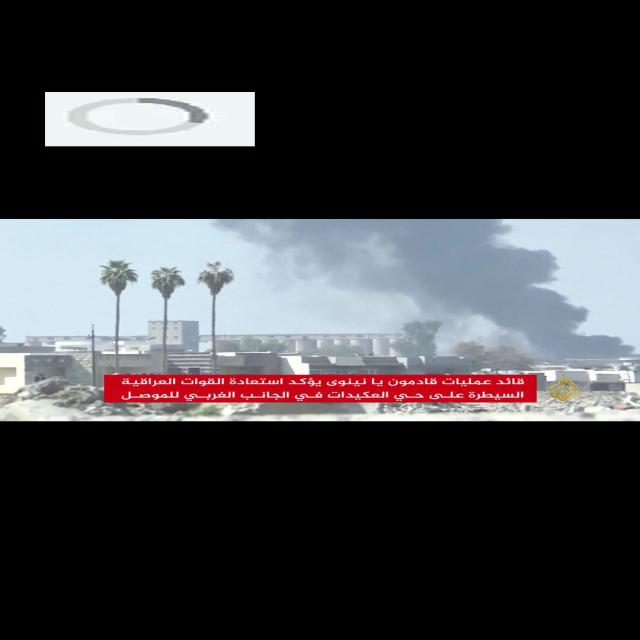 قائد عمليات قادمون يا نينوى يؤكد استعادة القوات العراقية
السيطرة على حي العكيدات في الجانب الغربي للموصل